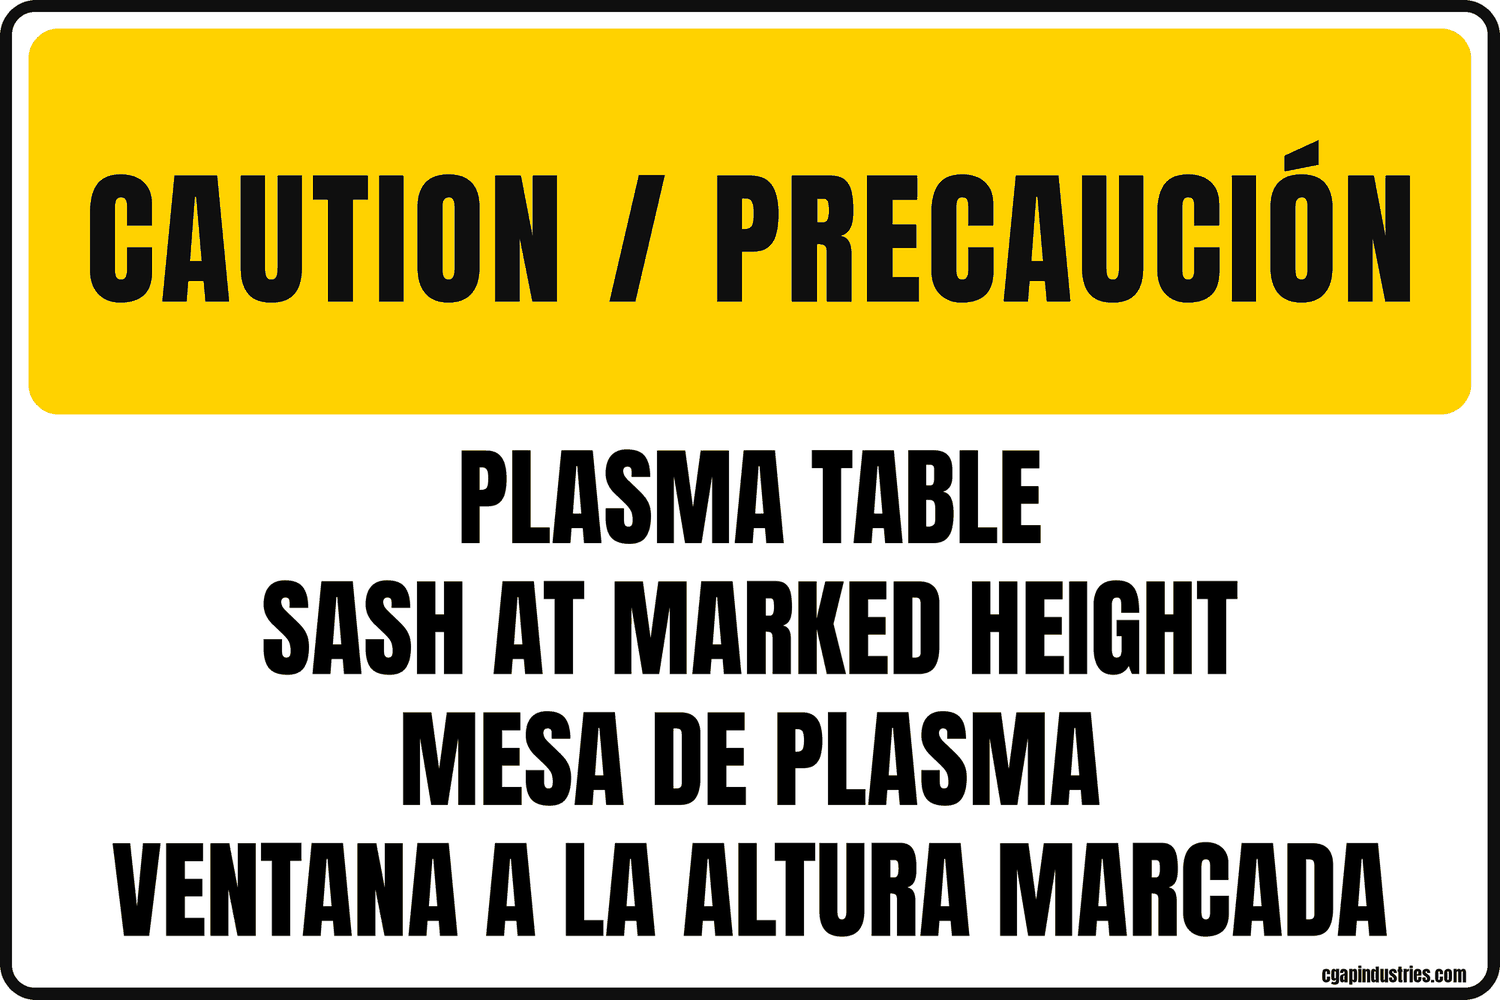 CAUTION / PRECAUCIÓN
PLASMA TABLE
SASH AT MARKED HEIGHT
MESA DE PLASMA
VENTANA A LA ALTURA MARCADA
cgapindustries.com